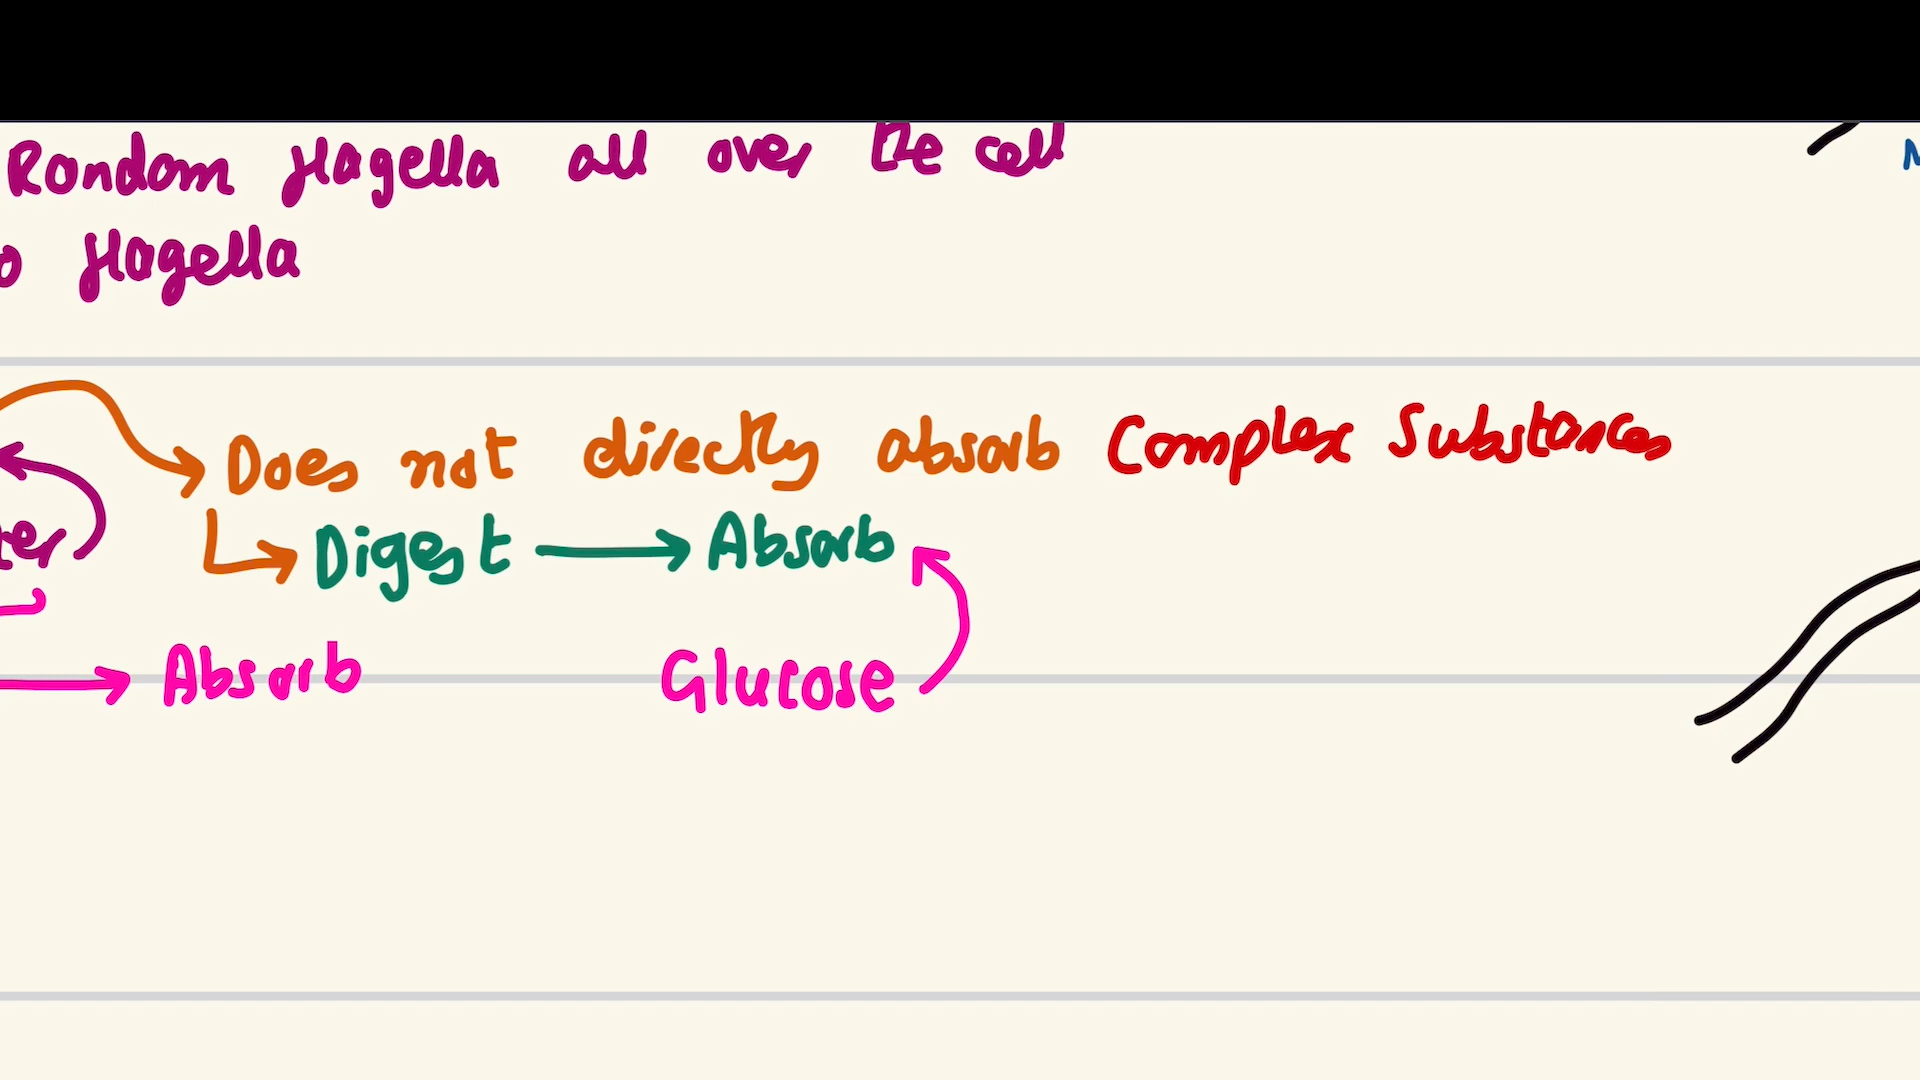 Random flagella all over the cell
flagella
Does not directly absorb Complex Substances
Digest → Absorb
→ Absorb Glucose